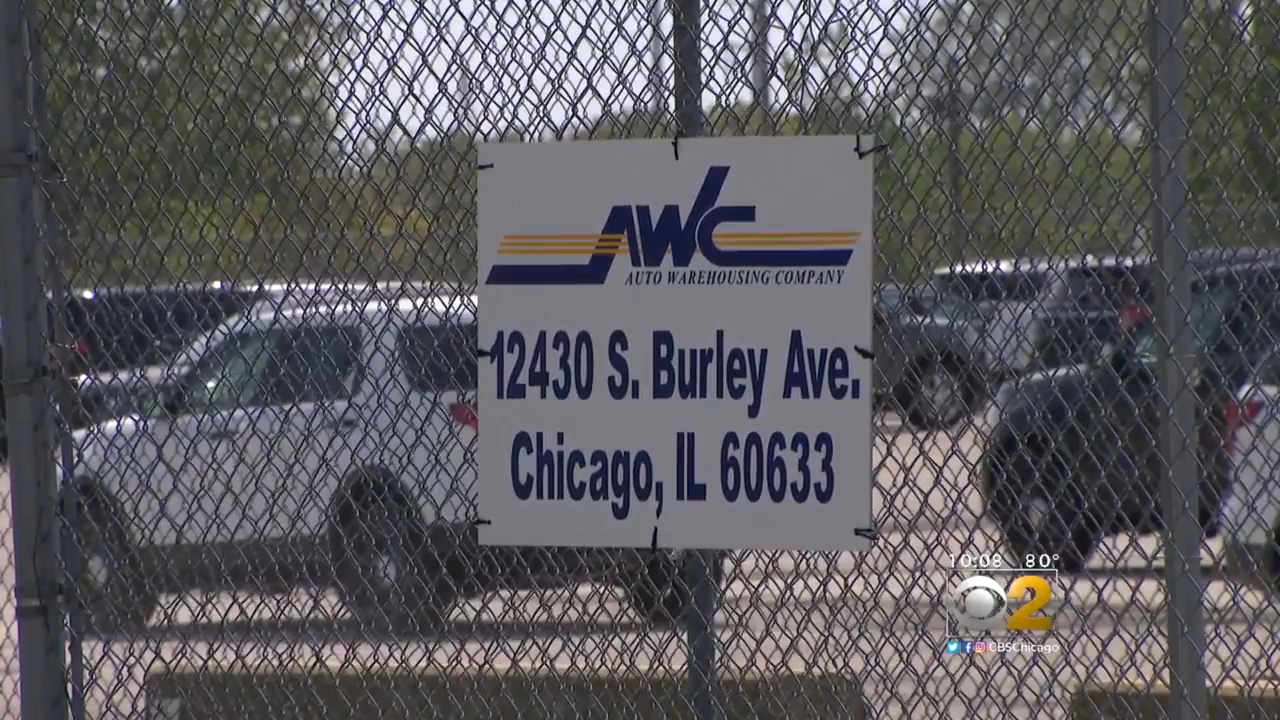 AWC
AUTO WAREHOUSING COMPANY
12430 S. Burley Ave.
Chicago, IL 60633
10:08 80°
2
CBSChicago